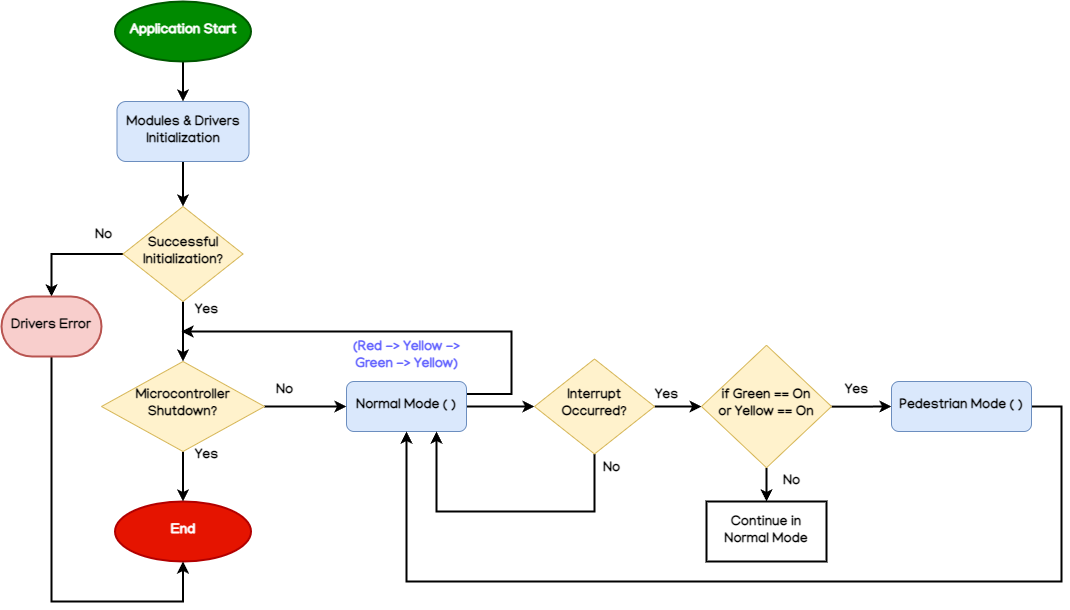 Application Start
Modules & Drivers
Initialization
No
Successful
Initialization?
Yes
Drivers Error
(Red -> Yellow ->
Green -> Yellow)
Microcontroller
Shutdown?
No
Normal Mode ( )
Interrupt
Occurred?
Yes
if Green == On
or Yellow == On
Yes
Pedestrian Mode ( )
Yes
No
No
End
Continue in
Normal Mode